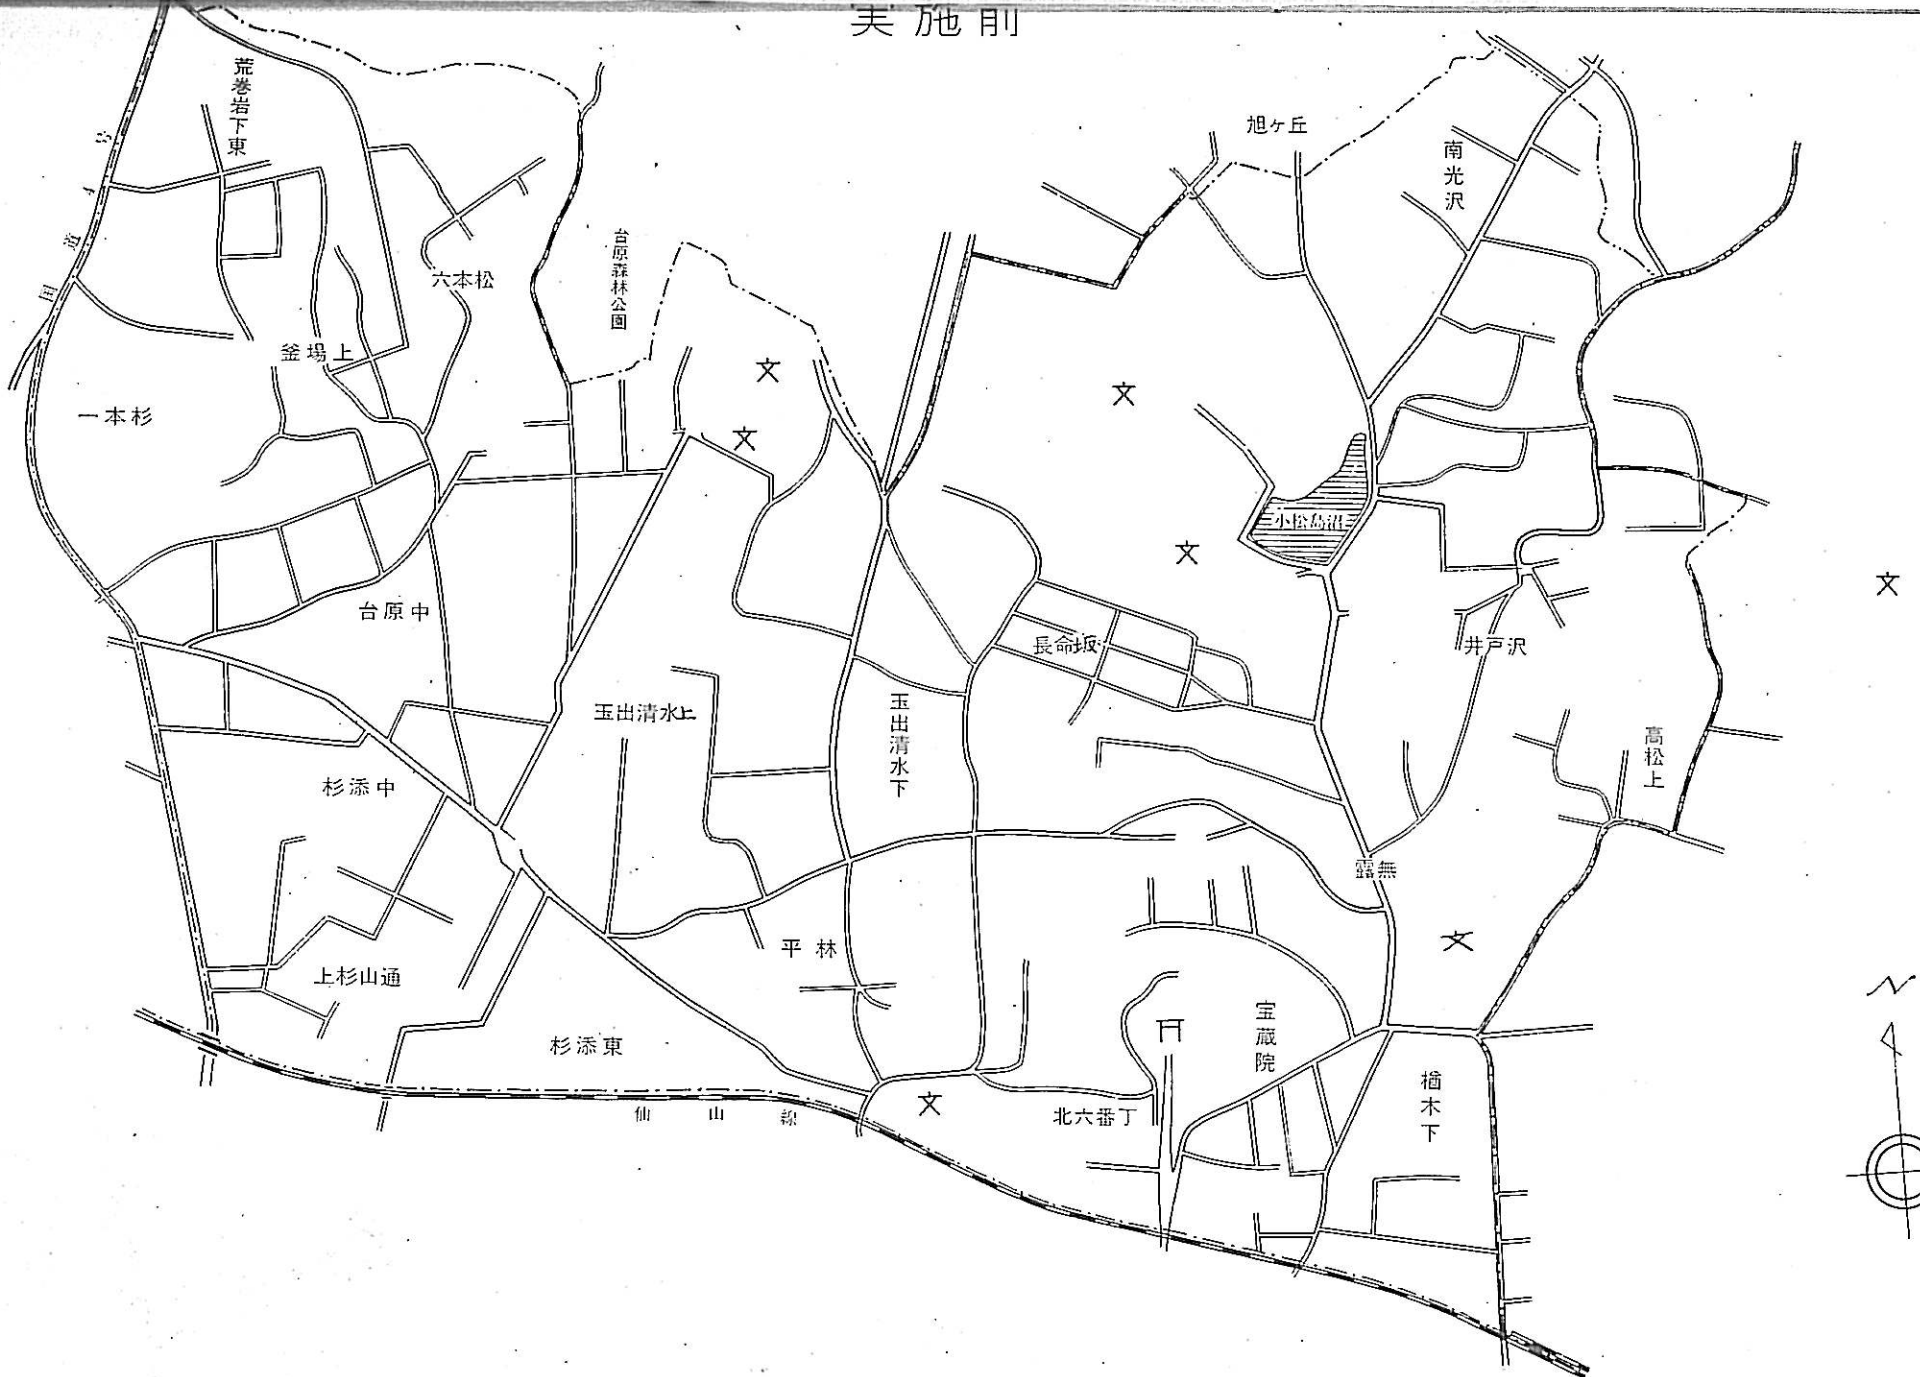 実施前
荒巻岩下東
旭ケ丘
南光沢
国道4号
台原森林公園
六本松
釜場上
一本杉
文
文
文
文
小松島沼
文
台原中
長命坂
井戸沢
玉出清水上
玉出清水下
高松上
杉添中
露無
文
平林
上杉山通
宝蔵院
杉添東
楢木下
仙山線
文
北六番丁
N